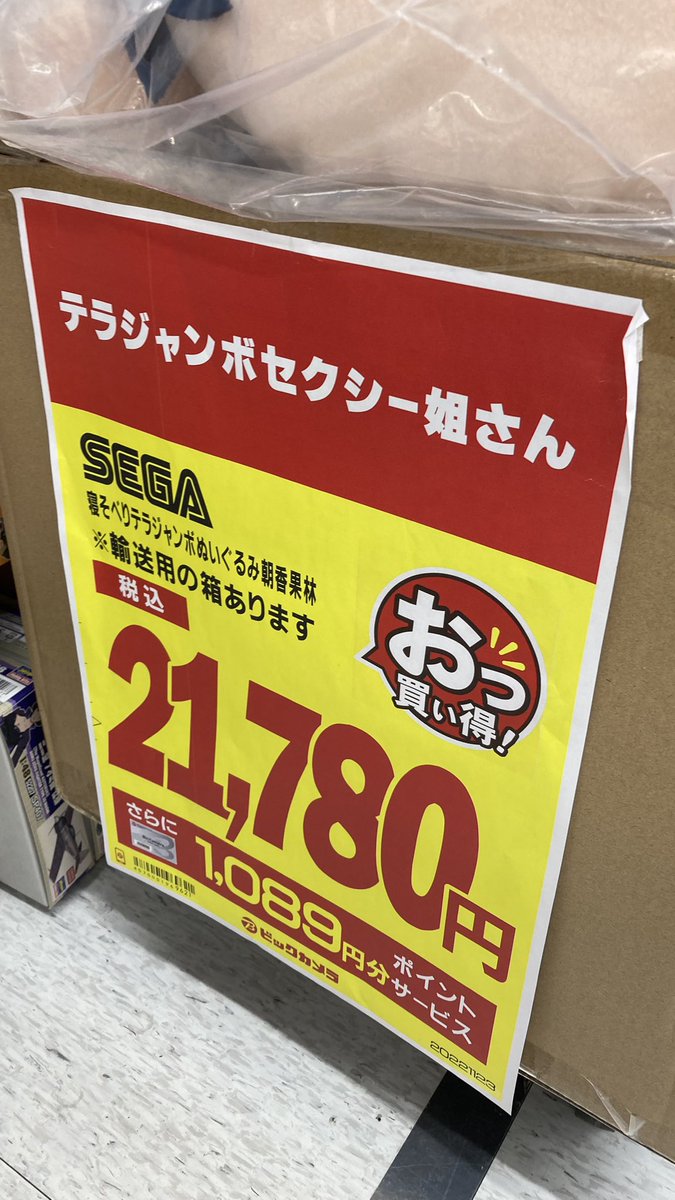 テラジャンボセクシー姐さん
SEGA
寝そべりテラジャンボぬいぐるみ朝香果林
※輸送用の箱あります
税込
おっ
買い得!
21,780円
さらに
1,089円分
ポイント
サービス
ビックカメラ
20221123